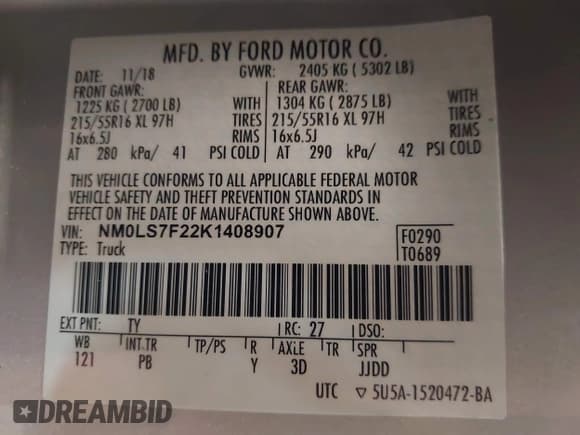 MFD. BY FORD MOTOR CO.
DATE: 11/18 GVWR: 2405 KG ( 5302 LB)
FRONT GAWR: REAR GAWR:
1225 KG ( 2700 LB) WITH 1304 KG ( 2875 LB) WITH
215/55R16 XL 97H TIRES 215/55R16 XL 97H TIRES
16x6.5J RIMS 16x6.5J RIMS
AT 280 kPa/ 41 PSI COLD AT 290 kPa/ 42 PSI COLD
THIS VEHICLE CONFORMS TO ALL APPLICABLE FEDERAL MOTOR
VEHICLE SAFETY AND THEFT PREVENTION STANDARDS IN
EFFECT ON THE DATE OF MANUFACTURE SHOWN ABOVE.
VIN: NM0LS7F22K1408907 F0290
TYPE: Truck T0689
EXT PNT: TY RC: 27 DSO:
WB INT TR TP/PS R AXLE TR SPR
121 PB Y 3D JJDD
UTC ▽ 5U5A-1520472-BA
DREAMBID